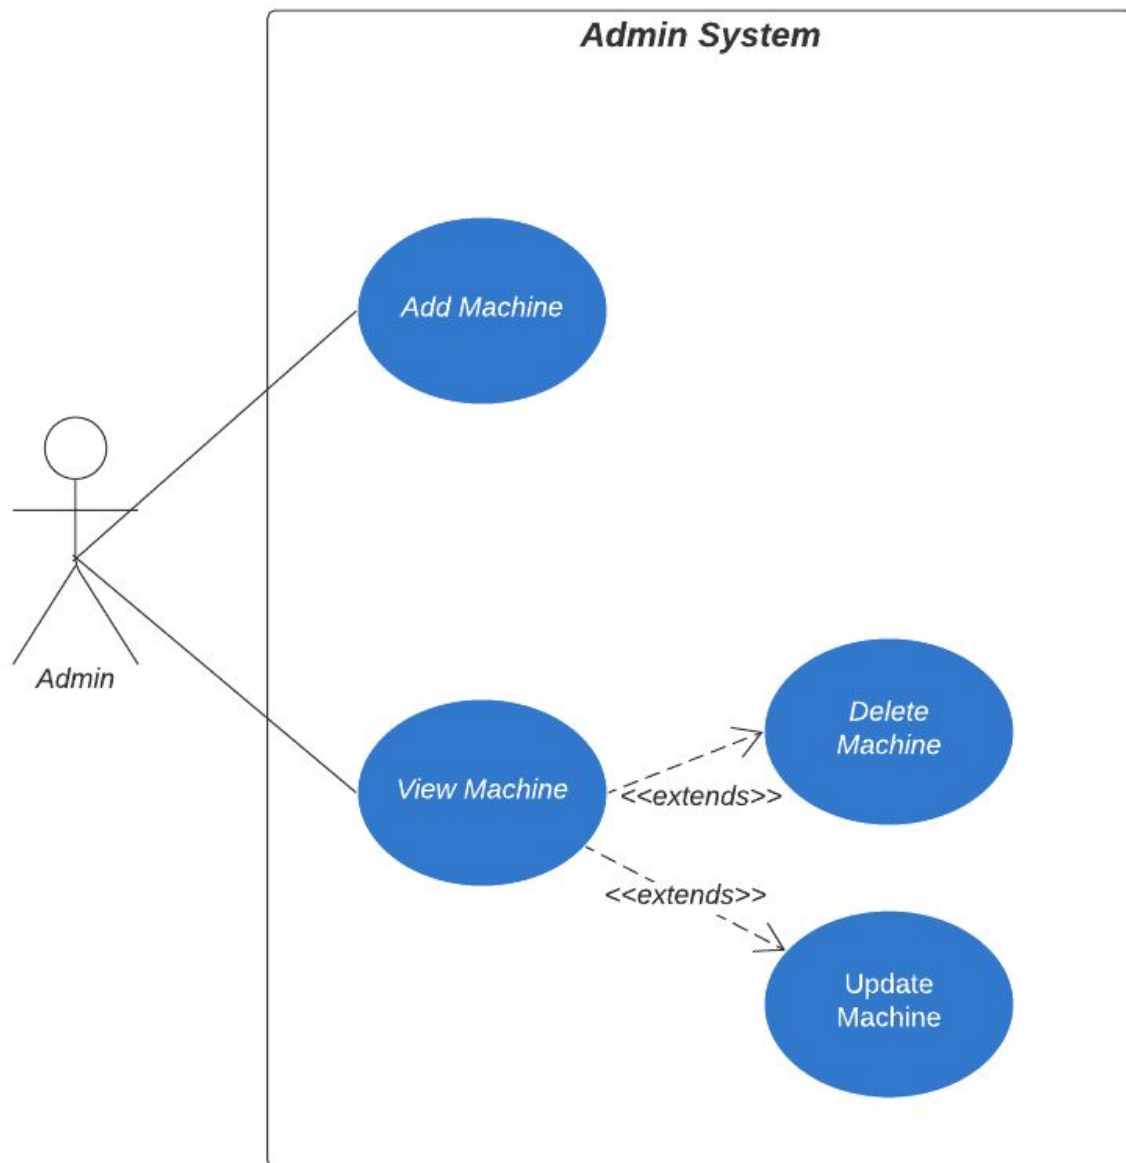 Admin System
Add Machine
Admin
View Machine
Delete
Machine
<<extends>>
<<extends>>
Update
Machine